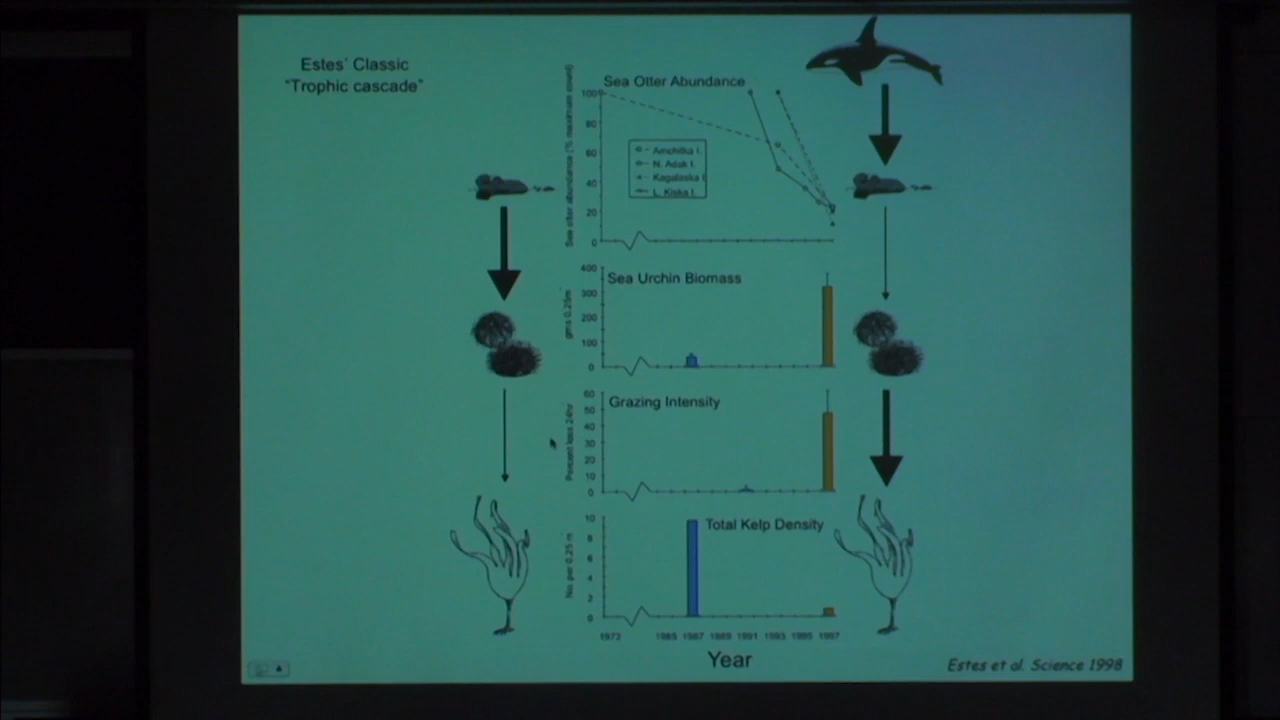 Estes' Classic
"Trophic cascade"
Sea Otter Abundance
Sea otter abundance (% maximum count)
100
80
60
40
20
0
Amchitka I.
N. Adak I.
Kagalaska I
L. Kiska I.
Sea Urchin Biomass
gms 0.25m
400
300
200
100
0
Grazing Intensity
Percent loss 24hr
60
50
40
30
20
10
0
Total Kelp Density
No. per 0.25 m
10
8
6
4
2
0
1972 1985 1987 1989 1991 1993 1995 1997
Year
Estes et al. Science 1998